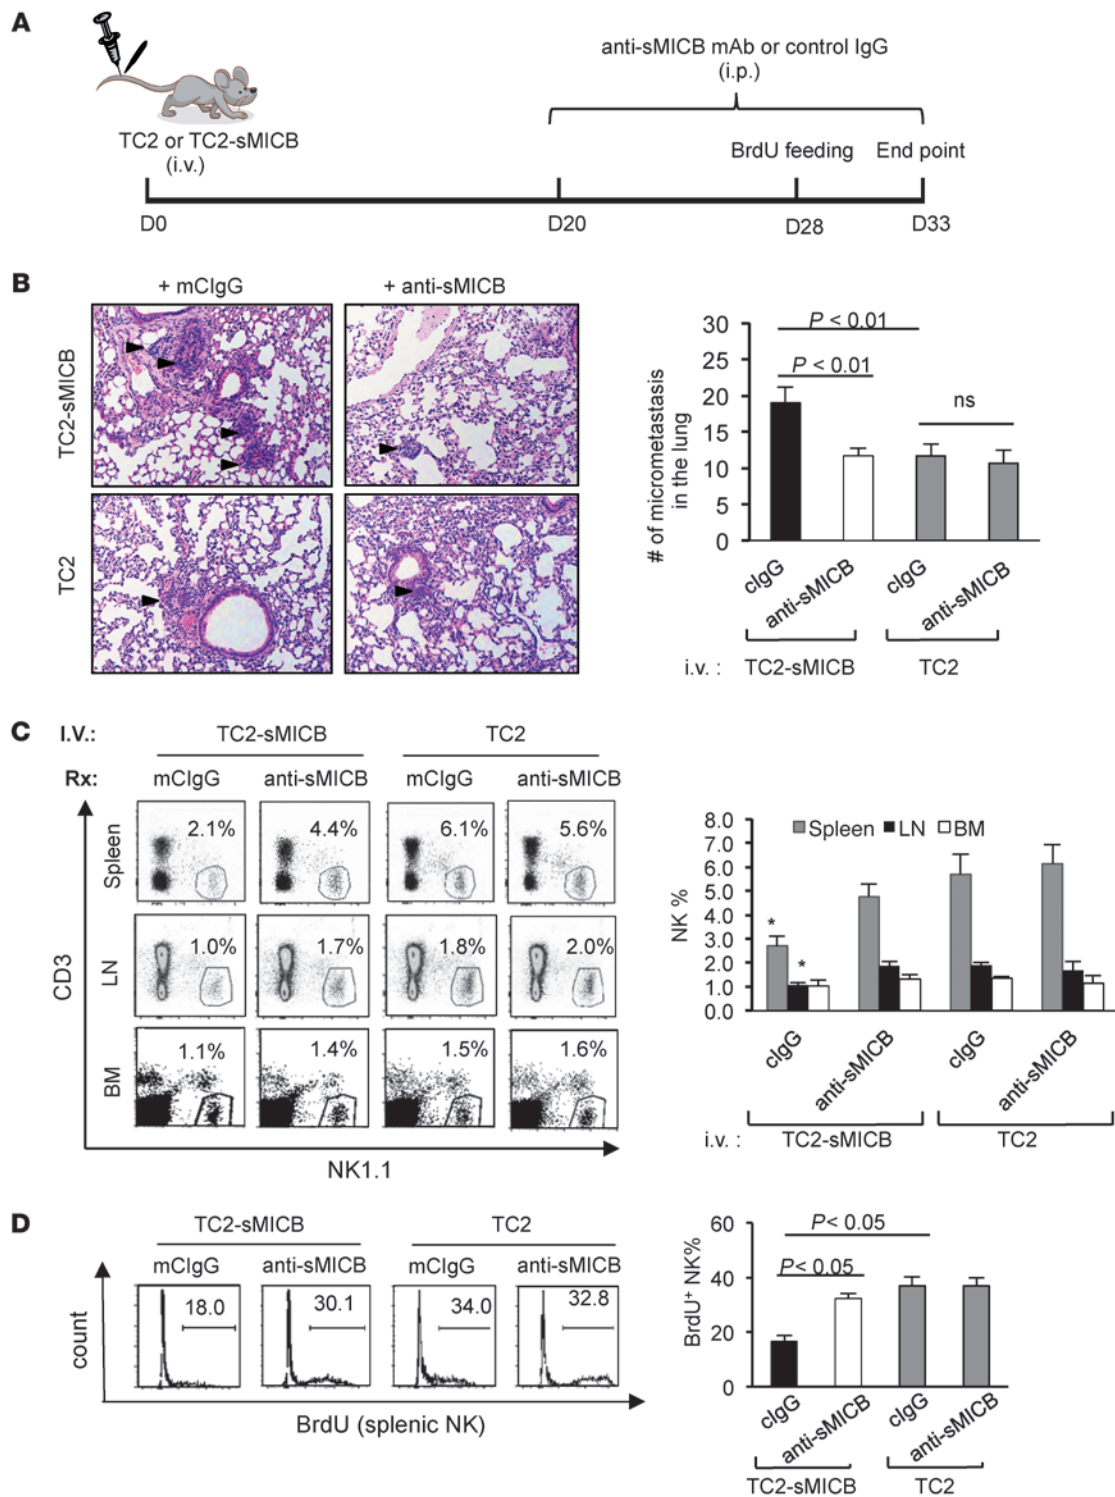 A
anti-sMICB mAb or control IgG
(i.p.)
TC2 or TC2-sMICB
(i.v.)
BrdU feeding End point
D0 D20 D28 D33
B
+ mCIgG + anti-sMICB
TC2-sMICB
TC2
# of micrometastasis
in the lung
30
25
20
15
10
5
0
P < 0.01
P < 0.01
ns
cIgG anti-sMICB cIgG anti-sMICB
i.v. : TC2-sMICB TC2
C
I.V.: TC2-sMICB TC2
Rx: mCIgG anti-sMICB mCIgG anti-sMICB
CD3
Spleen 2.1% 4.4% 6.1% 5.6%
LN 1.0% 1.7% 1.8% 2.0%
BM 1.1% 1.4% 1.5% 1.6%
NK1.1
NK %
8.0
7.0
6.0
5.0
4.0
3.0
2.0
1.0
0.0
Spleen LN BM
*
*
cIgG anti-sMICB cIgG anti-sMICB
i.v. : TC2-sMICB TC2
D
TC2-sMICB TC2
mCIgG anti-sMICB mCIgG anti-sMICB
count
18.0 30.1 34.0 32.8
BrdU (splenic NK)
BrdU+ NK%
60
40
20
0
P< 0.05
P< 0.05
cIgG anti-sMICB cIgG anti-sMICB
TC2-sMICB TC2